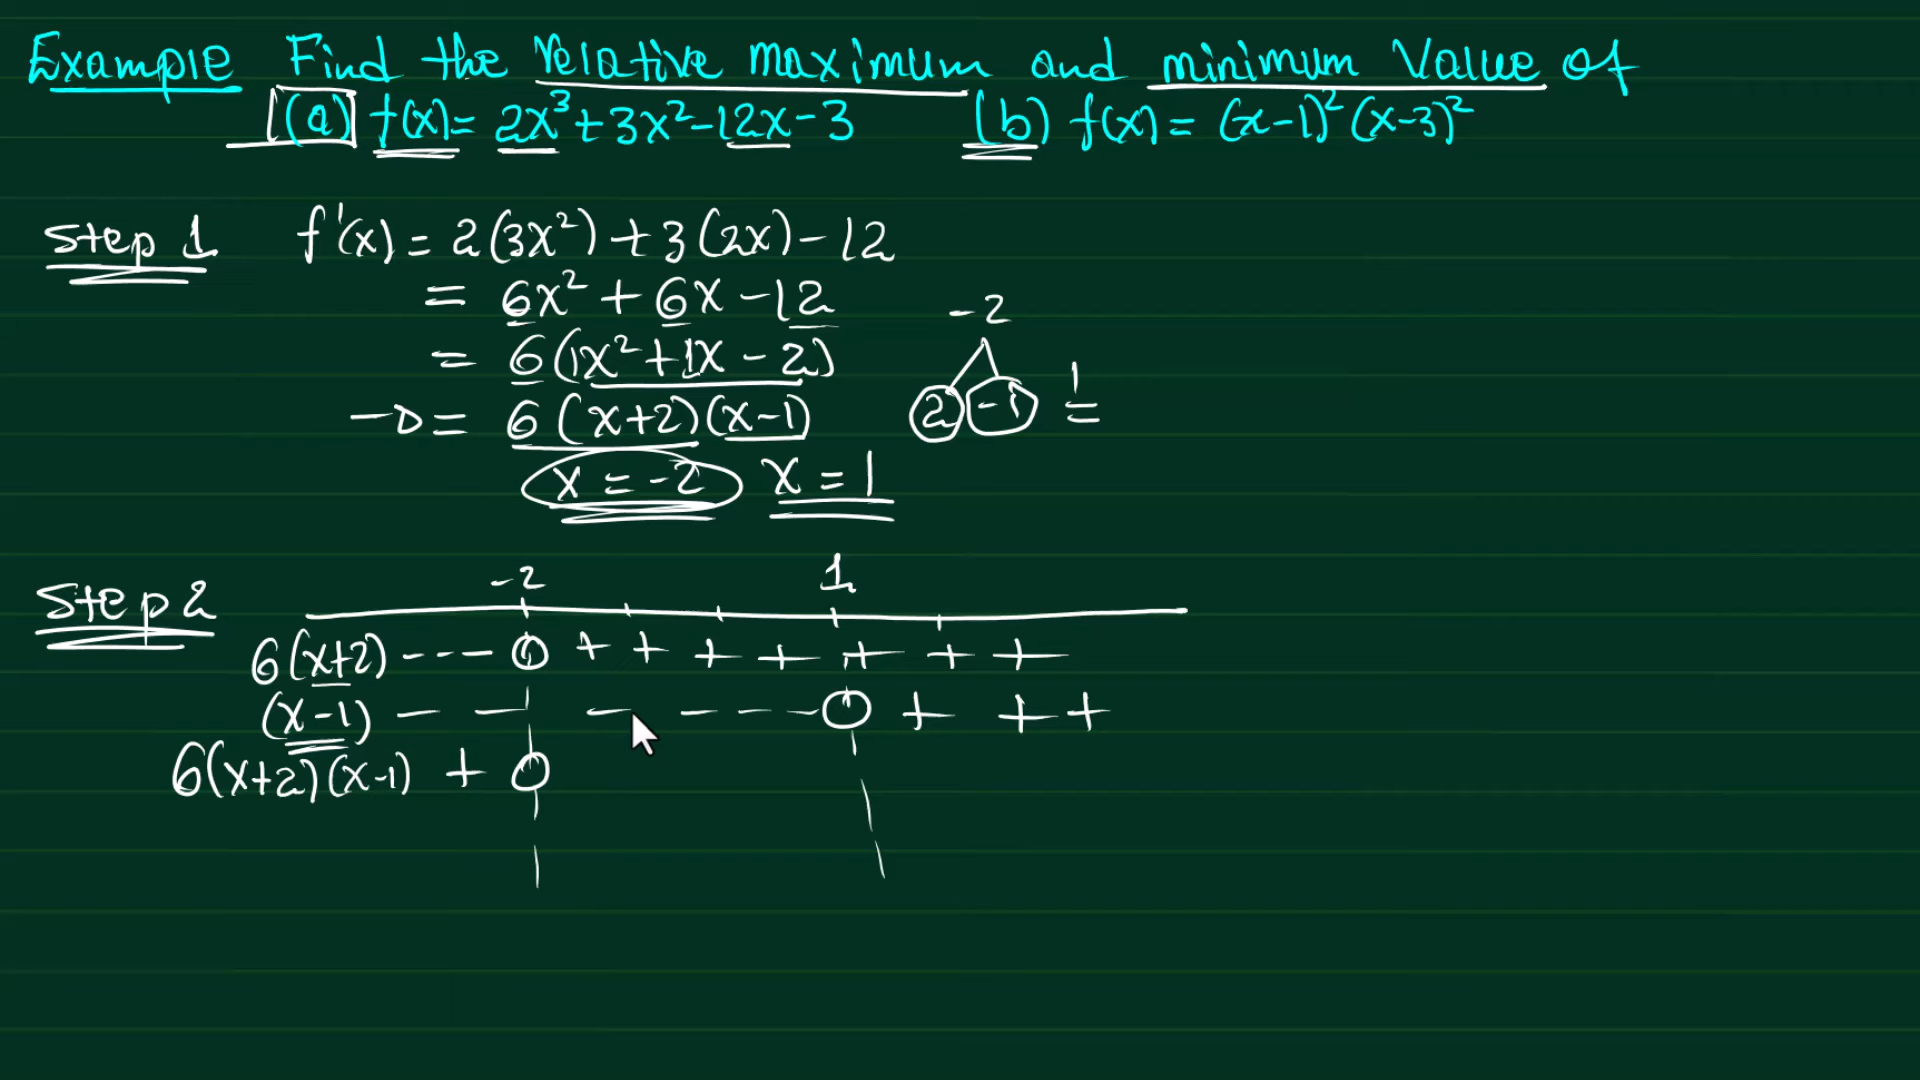 Example Find the relative maximum and minimum value of
(a) f(x) = 2x³+3x²-12x-3 (b) f(x) = (x-1)²(x-3)²
Step 1 f'(x) = 2(3x²)+3(2x)-12
= 6x²+6x-12
-2
= 6(1x²+1x-2)
= 6(x+2)(x-1) 2 -1 = 1
x = -2 x = 1
Step 2 -2 1
6(x+2) - - - - 0 + + + + + + +
(x-1) - - - - - - - 0 + + +
6(x+2)(x-1) + 0